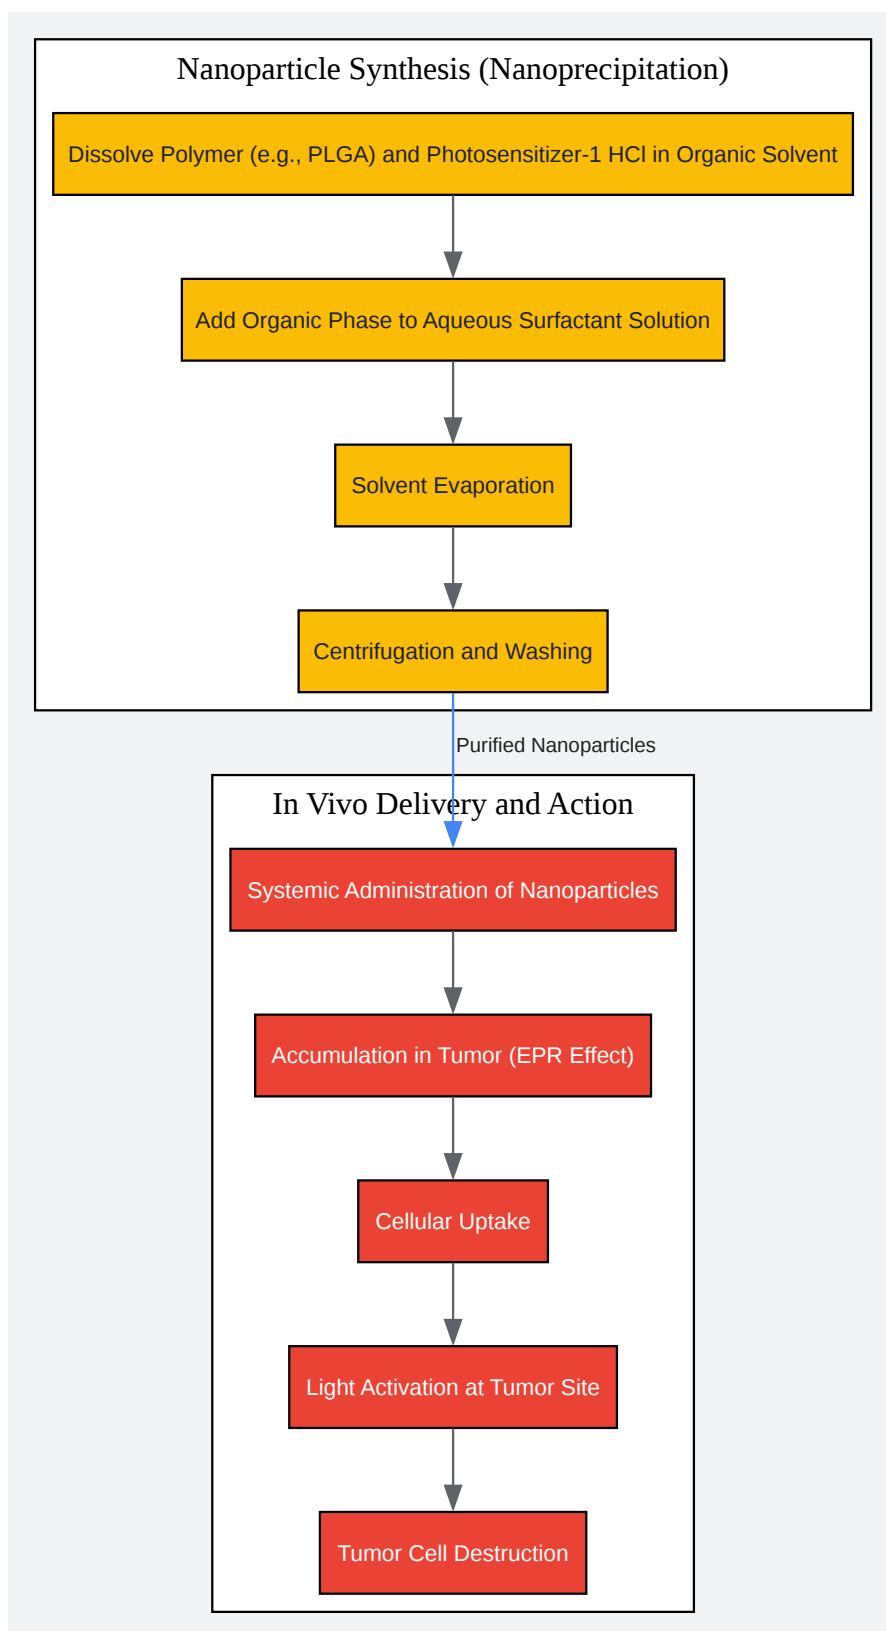 Nanoparticle Synthesis (Nanoprecipitation)
Dissolve Polymer (e.g., PLGA) and Photosensitizer-1 HCl in Organic Solvent
Add Organic Phase to Aqueous Surfactant Solution
Solvent Evaporation
Centrifugation and Washing
Purified Nanoparticles
In Vivo Delivery and Action
Systemic Administration of Nanoparticles
Accumulation in Tumor (EPR Effect)
Cellular Uptake
Light Activation at Tumor Site
Tumor Cell Destruction